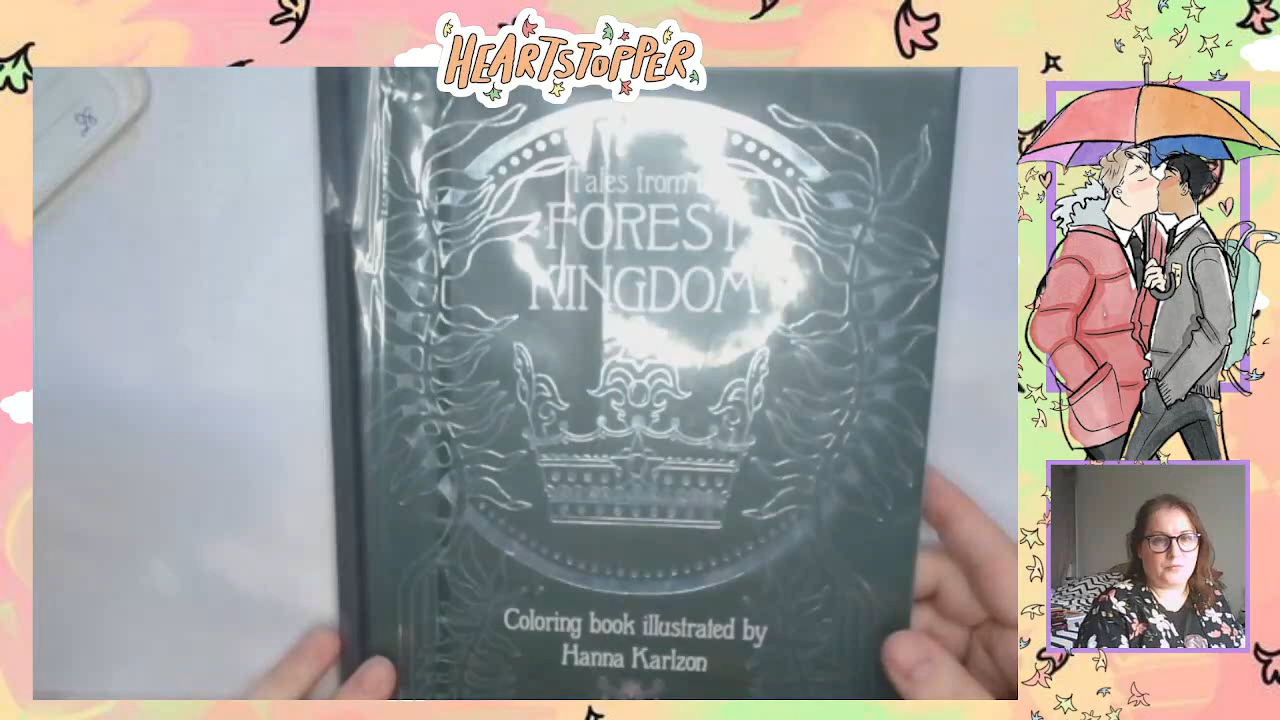 HEARTSTOPPER
Tales from
FOREST
KINGDOM
Coloring book illustrated by
Hanna Karlzon